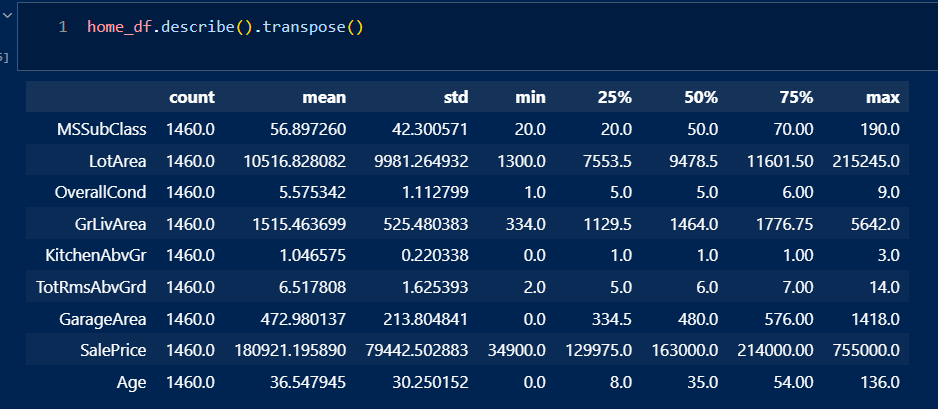 1 home_df.describe().transpose()
5]
count mean std min 25% 50% 75% max
MSSubClass 1460.0 56.897260 42.300571 20.0 20.0 50.0 70.00 190.0
LotArea 1460.0 10516.828082 9981.264932 1300.0 7553.5 9478.5 11601.50 215245.0
OverallCond 1460.0 5.575342 1.112799 1.0 5.0 5.0 6.00 9.0
GrLivArea 1460.0 1515.463699 525.480383 334.0 1129.5 1464.0 1776.75 5642.0
KitchenAbvGr 1460.0 1.046575 0.220338 0.0 1.0 1.0 1.00 3.0
TotRmsAbvGrd 1460.0 6.517808 1.625393 2.0 5.0 6.0 7.00 14.0
GarageArea 1460.0 472.980137 213.804841 0.0 334.5 480.0 576.00 1418.0
SalePrice 1460.0 180921.195890 79442.502883 34900.0 129975.0 163000.0 214000.00 755000.0
Age 1460.0 36.547945 30.250152 0.0 8.0 35.0 54.00 136.0